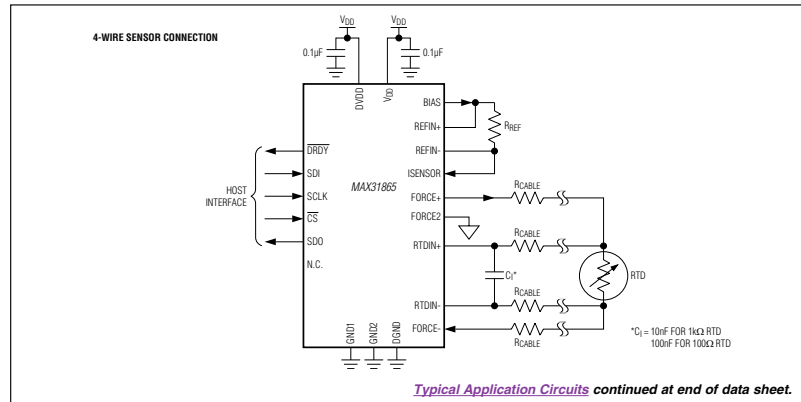 4-WIRE SENSOR CONNECTION
VDD
VDD
0.1µF
0.1µF
DVDD
VDD
BIAS
REFIN+
RREF
REFIN-
ISENSOR
DRDY
SDI
MAX31865
HOST
INTERFACE
SCLK
CS
SDO
N.C.
FORCE+
RCABLE
FORCE2
RTDIN+
RCABLE
CI*
RTD
RTDIN-
RCABLE
FORCE-
RCABLE
GND1
GND2
DGND
*CI = 10nF FOR 1kΩ RTD
100nF FOR 100Ω RTD
Typical Application Circuits continued at end of data sheet.